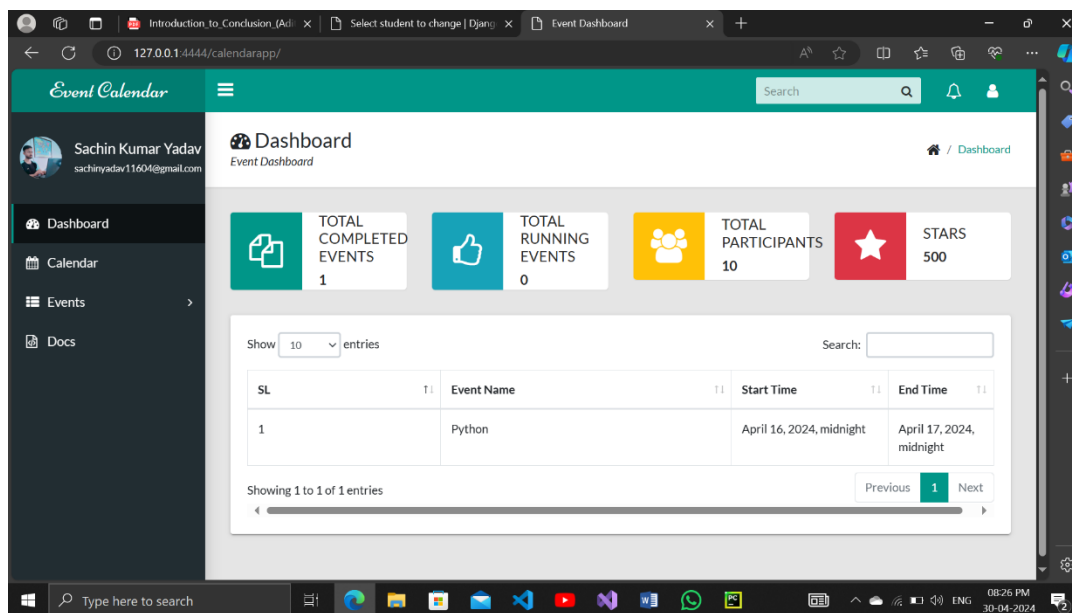 Introduction_to_Conclusion_(Adi
Select student to change | Djang
Event Dashboard
127.0.0.1:4444/calendarapp/
Event Calendar
Search
Sachin Kumar Yadav
sachinyadav11604@gmail.com
Dashboard
Event Dashboard
/ Dashboard
Dashboard
Calendar
Events
Docs
TOTAL
COMPLETED
EVENTS
1
TOTAL
RUNNING
EVENTS
0
TOTAL
PARTICIPANTS
10
STARS
500
Show 10 entries
Search:
SL
Event Name
Start Time
End Time
1
Python
April 16, 2024, midnight
April 17, 2024,
midnight
Showing 1 to 1 of 1 entries
Previous 1 Next
Type here to search
ENG
08:26 PM
30-04-2024